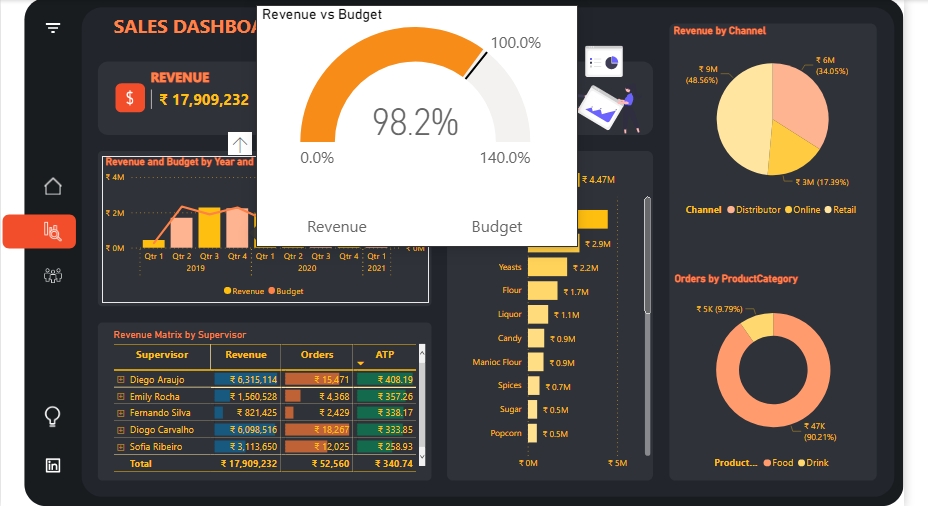 SALES DASHBOA
REVENUE
$
₹ 17,909,232
Revenue vs Budget
100.0%
98.2%
0.0%
140.0%
Revenue
Budget
Revenue by Channel
₹ 9M
(48.56%)
₹ 6M
(34.05%)
₹ 3M (17.39%)
Channel Distributor Online Retail
Revenue and Budget by Year and
₹ 4M
₹ 2M
₹ 0M
₹ 0M
Qtr 1 Qtr 2 Qtr 3 Qtr 4 Qtr 1 Qtr 2 Qtr 3 Qtr 4 Qtr 1
2019 2020 2021
Revenue Budget
₹ 4.47M
₹ 2.9M
Yeasts ₹ 2.2M
Flour ₹ 1.7M
Liquor ₹ 1.1M
Candy ₹ 0.9M
Manioc Flour ₹ 0.9M
Spices ₹ 0.7M
Sugar ₹ 0.5M
Popcorn ₹ 0.5M
₹ 0M ₹ 5M
Orders by ProductCategory
₹ 5K (9.79%)
₹ 47K
(90.21%)
Product... Food Drink
Revenue Matrix by Supervisor
Supervisor Revenue Orders ATP
Diego Araujo ₹ 6,315,114 ₹ 15,471 ₹ 408.19
Emily Rocha ₹ 1,560,528 ₹ 4,368 ₹ 357.26
Fernando Silva ₹ 821,425 ₹ 2,429 ₹ 338.17
Diogo Carvalho ₹ 6,098,516 ₹ 18,267 ₹ 333.85
Sofia Ribeiro ₹ 3,113,650 ₹ 12,025 ₹ 258.93
Total ₹ 17,909,232 ₹ 52,560 ₹ 340.74
in